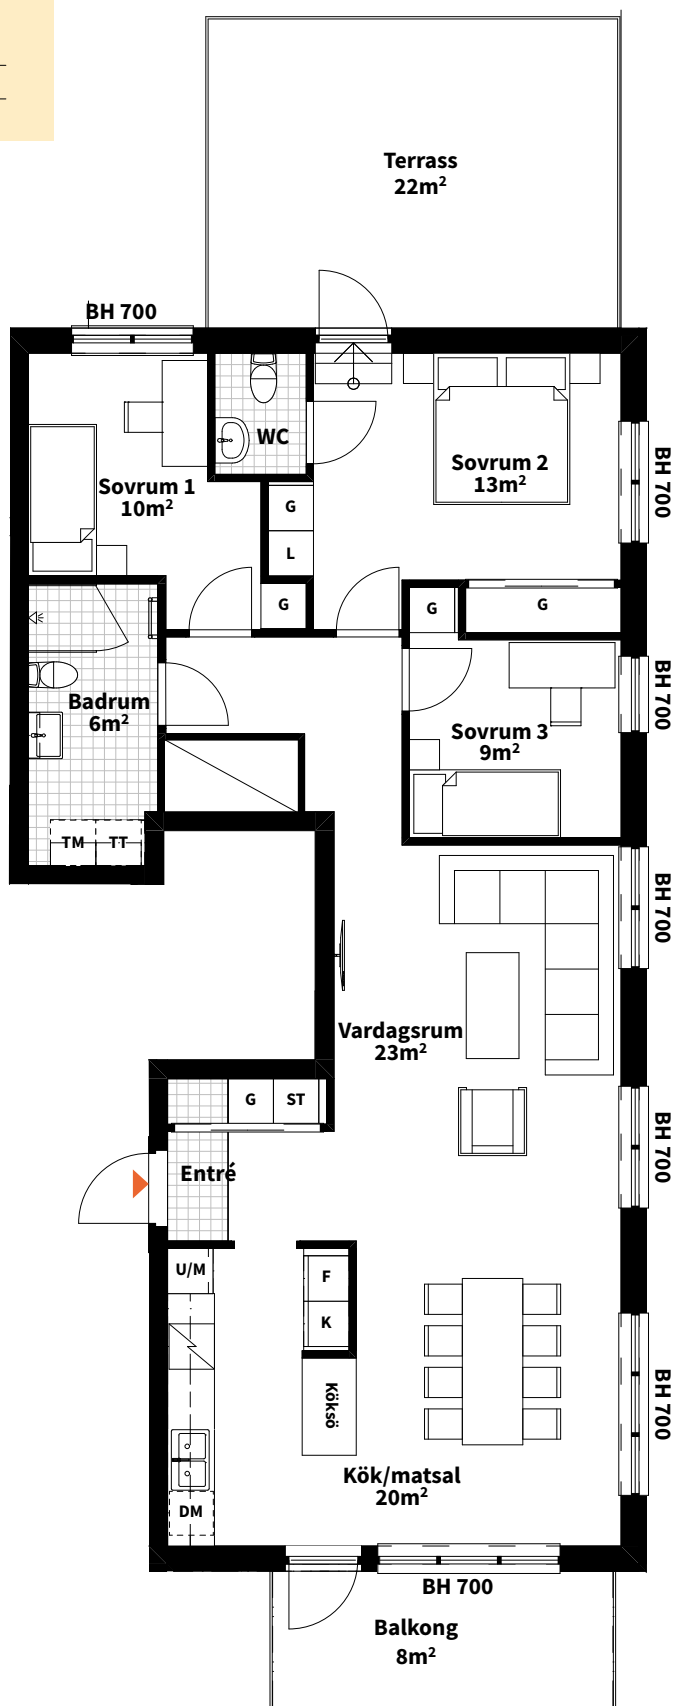 Terrass
22m²
BH 700
WC
Sovrum 1
10m²
Sovrum 2
13m²
BH 700
G
L
G
G
G
Badrum
6m²
BH 700
Sovrum 3
9m²
TM
TT
BH 700
Vardagsrum
23m²
G
ST
BH 700
Entré
U/M
F
K
Köksö
BH 700
Kök/matsal
20m²
DM
BH 700
Balkong
8m²